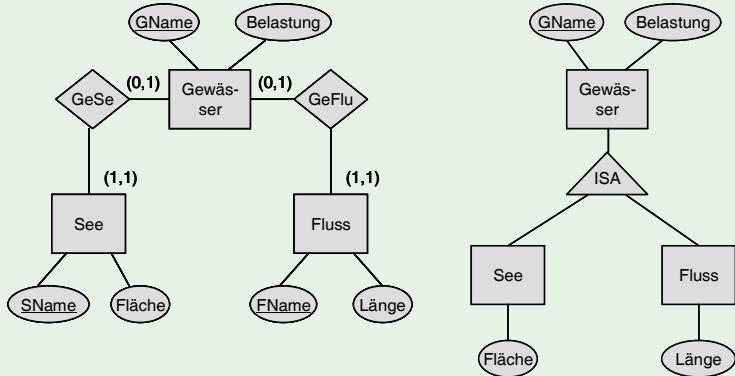 GName
Belastung
GeSe
(0,1)
Gewäs-
ser
(0,1)
GeFlu
(1,1)
(1,1)
See
Fluss
SName
Fläche
FName
Länge
GName
Belastung
Gewäs-
ser
ISA
See
Fluss
Fläche
Länge